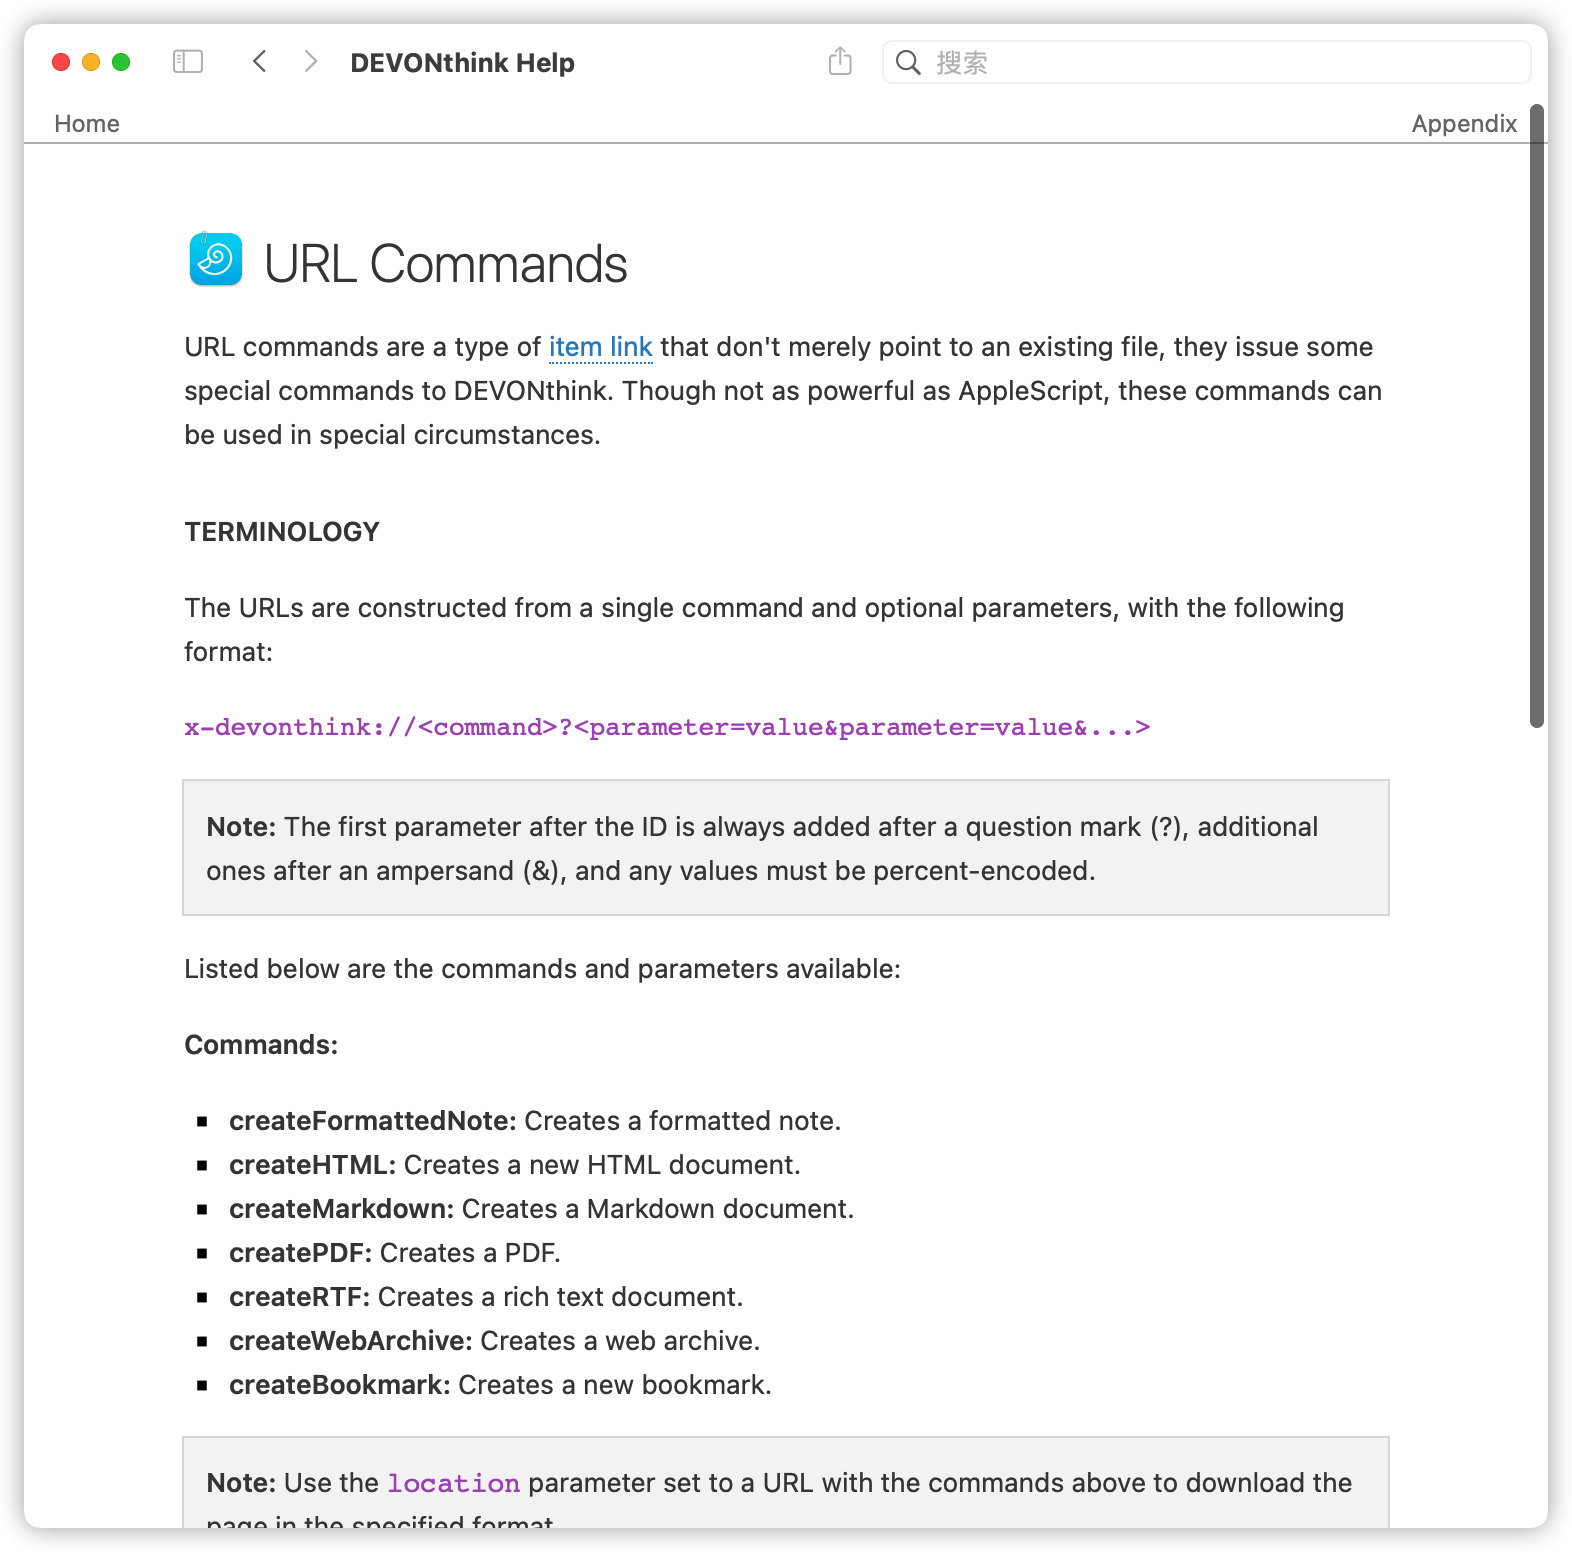 DEVONthink Help
搜索
Home
Appendix
URL Commands
URL commands are a type of item link that don't merely point to an existing file, they issue some
special commands to DEVONthink. Though not as powerful as AppleScript, these commands can
be used in special circumstances.
TERMINOLOGY
The URLs are constructed from a single command and optional parameters, with the following
format:
x-devonthink://<command>?<parameter=value&parameter=value&...>
Note: The first parameter after the ID is always added after a question mark (?), additional
ones after an ampersand (&), and any values must be percent-encoded.
Listed below are the commands and parameters available:
Commands:
▪ createFormattedNote: Creates a formatted note.
▪ createHTML: Creates a new HTML document.
▪ createMarkdown: Creates a Markdown document.
▪ createPDF: Creates a PDF.
▪ createRTF: Creates a rich text document.
▪ createWebArchive: Creates a web archive.
▪ createBookmark: Creates a new bookmark.
Note: Use the location parameter set to a URL with the commands above to download the
page in the specified format.